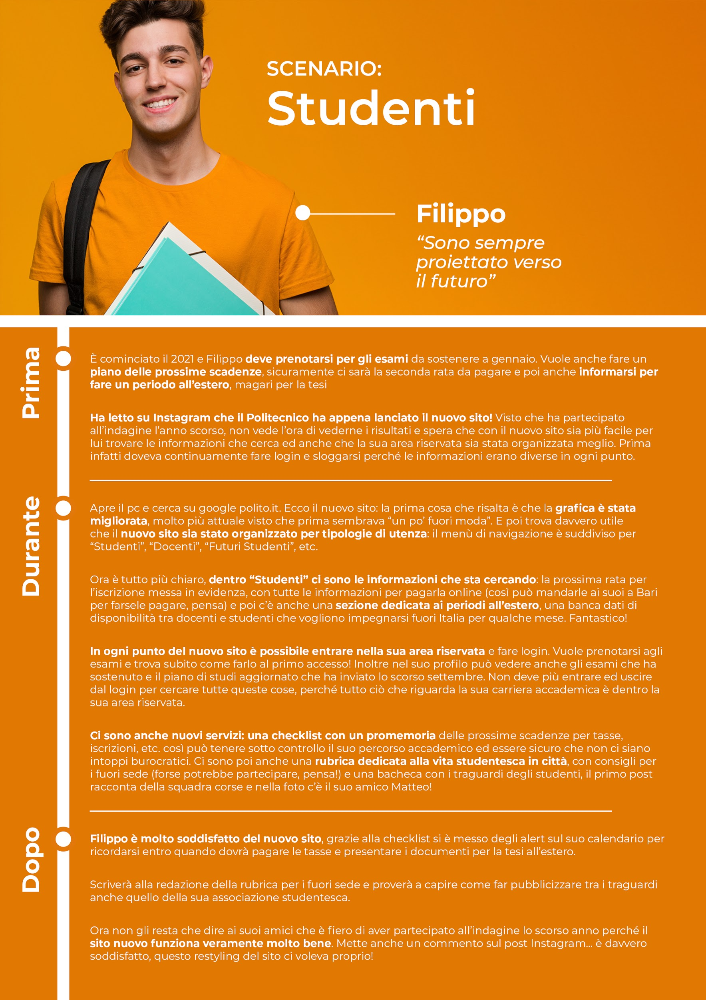 SCENARIO:
Studenti
Filippo
“Sono sempre
proiettato verso
il futuro”
Prima
È cominciato il 2021 e Filippo deve prenotarsi per gli esami da sostenere a gennaio. Vuole anche fare un
piano delle prossime scadenze, sicuramente ci sarà la seconda rata da pagare e poi anche informarsi per
fare un periodo all’estero, magari per la tesi
Ha letto su Instagram che il Politecnico ha appena lanciato il nuovo sito! Visto che ha partecipato
all’indagine l’anno scorso, non vede l’ora di vederne i risultati e spera che con il nuovo sito sia più facile per
lui trovare le informazioni che cerca ed anche che la sua area riservata sia stata organizzata meglio. Prima
infatti doveva continuamente fare login e sloggarsi perché le informazioni erano diverse in ogni punto.
Durante
Apre il pc e cerca su google polito.it. Ecco il nuovo sito: la prima cosa che risalta è che la grafica è stata
migliorata, molto più attuale visto che prima sembrava “un po’ fuori moda”. E poi trova davvero utile
che il nuovo sito sia stato organizzato per tipologie di utenza: il menù di navigazione è suddiviso per
“Studenti”, “Docenti”, “Futuri Studenti”, etc.
Ora è tutto più chiaro, dentro “Studenti” ci sono le informazioni che sta cercando: la prossima rata per
l’iscrizione messa in evidenza, con tutte le informazioni per pagarla online (così può mandarle ai suoi a Bari
per farsele pagare, pensa) e poi c’è anche una sezione dedicata ai periodi all’estero, una banca dati di
disponibilità tra docenti e studenti che vogliono impegnarsi fuori Italia per qualche mese. Fantastico!
In ogni punto del nuovo sito è possibile entrare nella sua area riservata e fare login. Vuole prenotarsi agli
esami e trova subito come farlo al primo accesso! Inoltre nel suo profilo può vedere anche gli esami che ha
sostenuto e il piano di studi aggiornato che ha inviato lo scorso settembre. Non deve più entrare ed uscire
dal login per cercare tutte queste cose, perché tutto ciò che riguarda la sua carriera accademica è dentro la
sua area riservata.
Ci sono anche nuovi servizi: una checklist con un promemoria delle prossime scadenze per tasse,
iscrizioni, etc. così può tenere sotto controllo il suo percorso accademico ed essere sicuro che non ci siano
intoppi burocratici. Ci sono poi anche una rubrica dedicata alla vita studentesca in città, con consigli per
i fuori sede (forse potrebbe partecipare, pensa!) e una bacheca con i traguardi degli studenti, il primo post
racconta della squadra corse e nella foto c’è il suo amico Matteo!
Dopo
Filippo è molto soddisfatto del nuovo sito, grazie alla checklist si è messo degli alert sul suo calendario per
ricordarsi entro quando dovrà pagare le tasse e presentare i documenti per la tesi all’estero.
Scriverà alla redazione della rubrica per i fuori sede e proverà a capire come far pubblicizzare tra i traguardi
anche quello della sua associazione studentesca.
Ora non gli resta che dire ai suoi amici che è fiero di aver partecipato all’indagine lo scorso anno perché il
sito nuovo funziona veramente molto bene. Mette anche un commento sul post Instagram... è davvero
soddisfatto, questo restyling del sito ci voleva proprio!